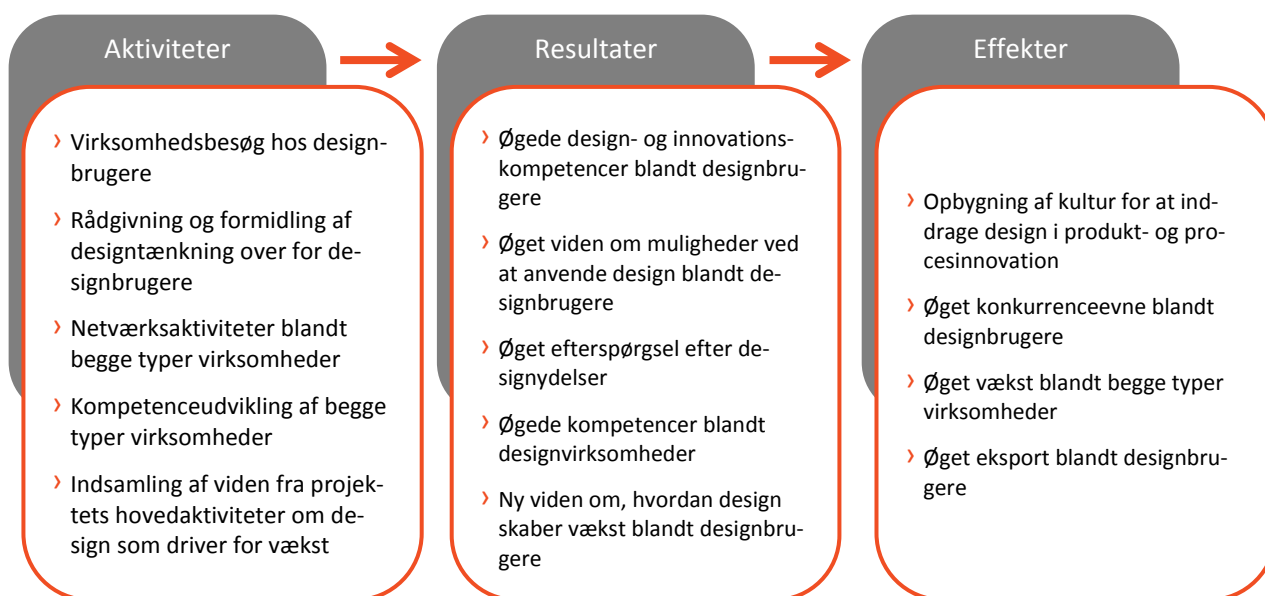 Aktiviteter
› Virksomhedsbesøg hos design-
brugere
› Rådgivning og formidling af
designtænkning over for de-
signbrugere
› Netværksaktiviteter blandt
begge typer virksomheder
› Kompetenceudvikling af begge
typer virksomheder
› Indsamling af viden fra projek-
tets hovedaktiviteter om de-
sign som driver for vækst
Resultater
› Øgede design- og innovations-
kompetencer blandt designbru-
gere
› Øget viden om muligheder ved
at anvende design blandt de-
signbrugere
› Øget efterspørgsel efter de-
signydelser
› Øgede kompetencer blandt
designvirksomheder
› Ny viden om, hvordan design
skaber vækst blandt designbru-
gere
Effekter
› Opbygning af kultur for at ind-
drage design i produkt- og pro-
cesinnovation
› Øget konkurrenceevne blandt
designbrugere
› Øget vækst blandt begge typer
virksomheder
› Øget eksport blandt designbru-
gere